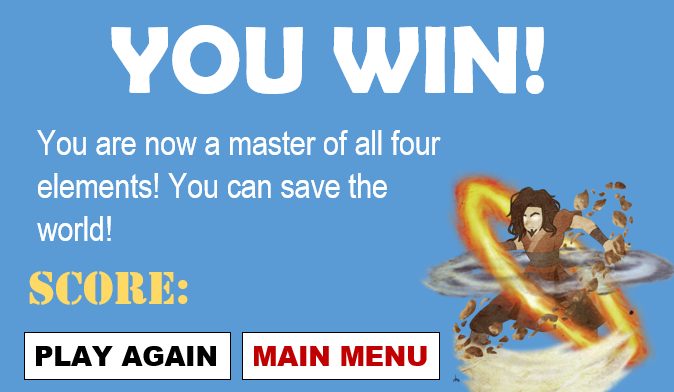 YOU WIN!
You are now a master of all four
elements! You can save the
world!
SCORE:
PLAY AGAIN
MAIN MENU